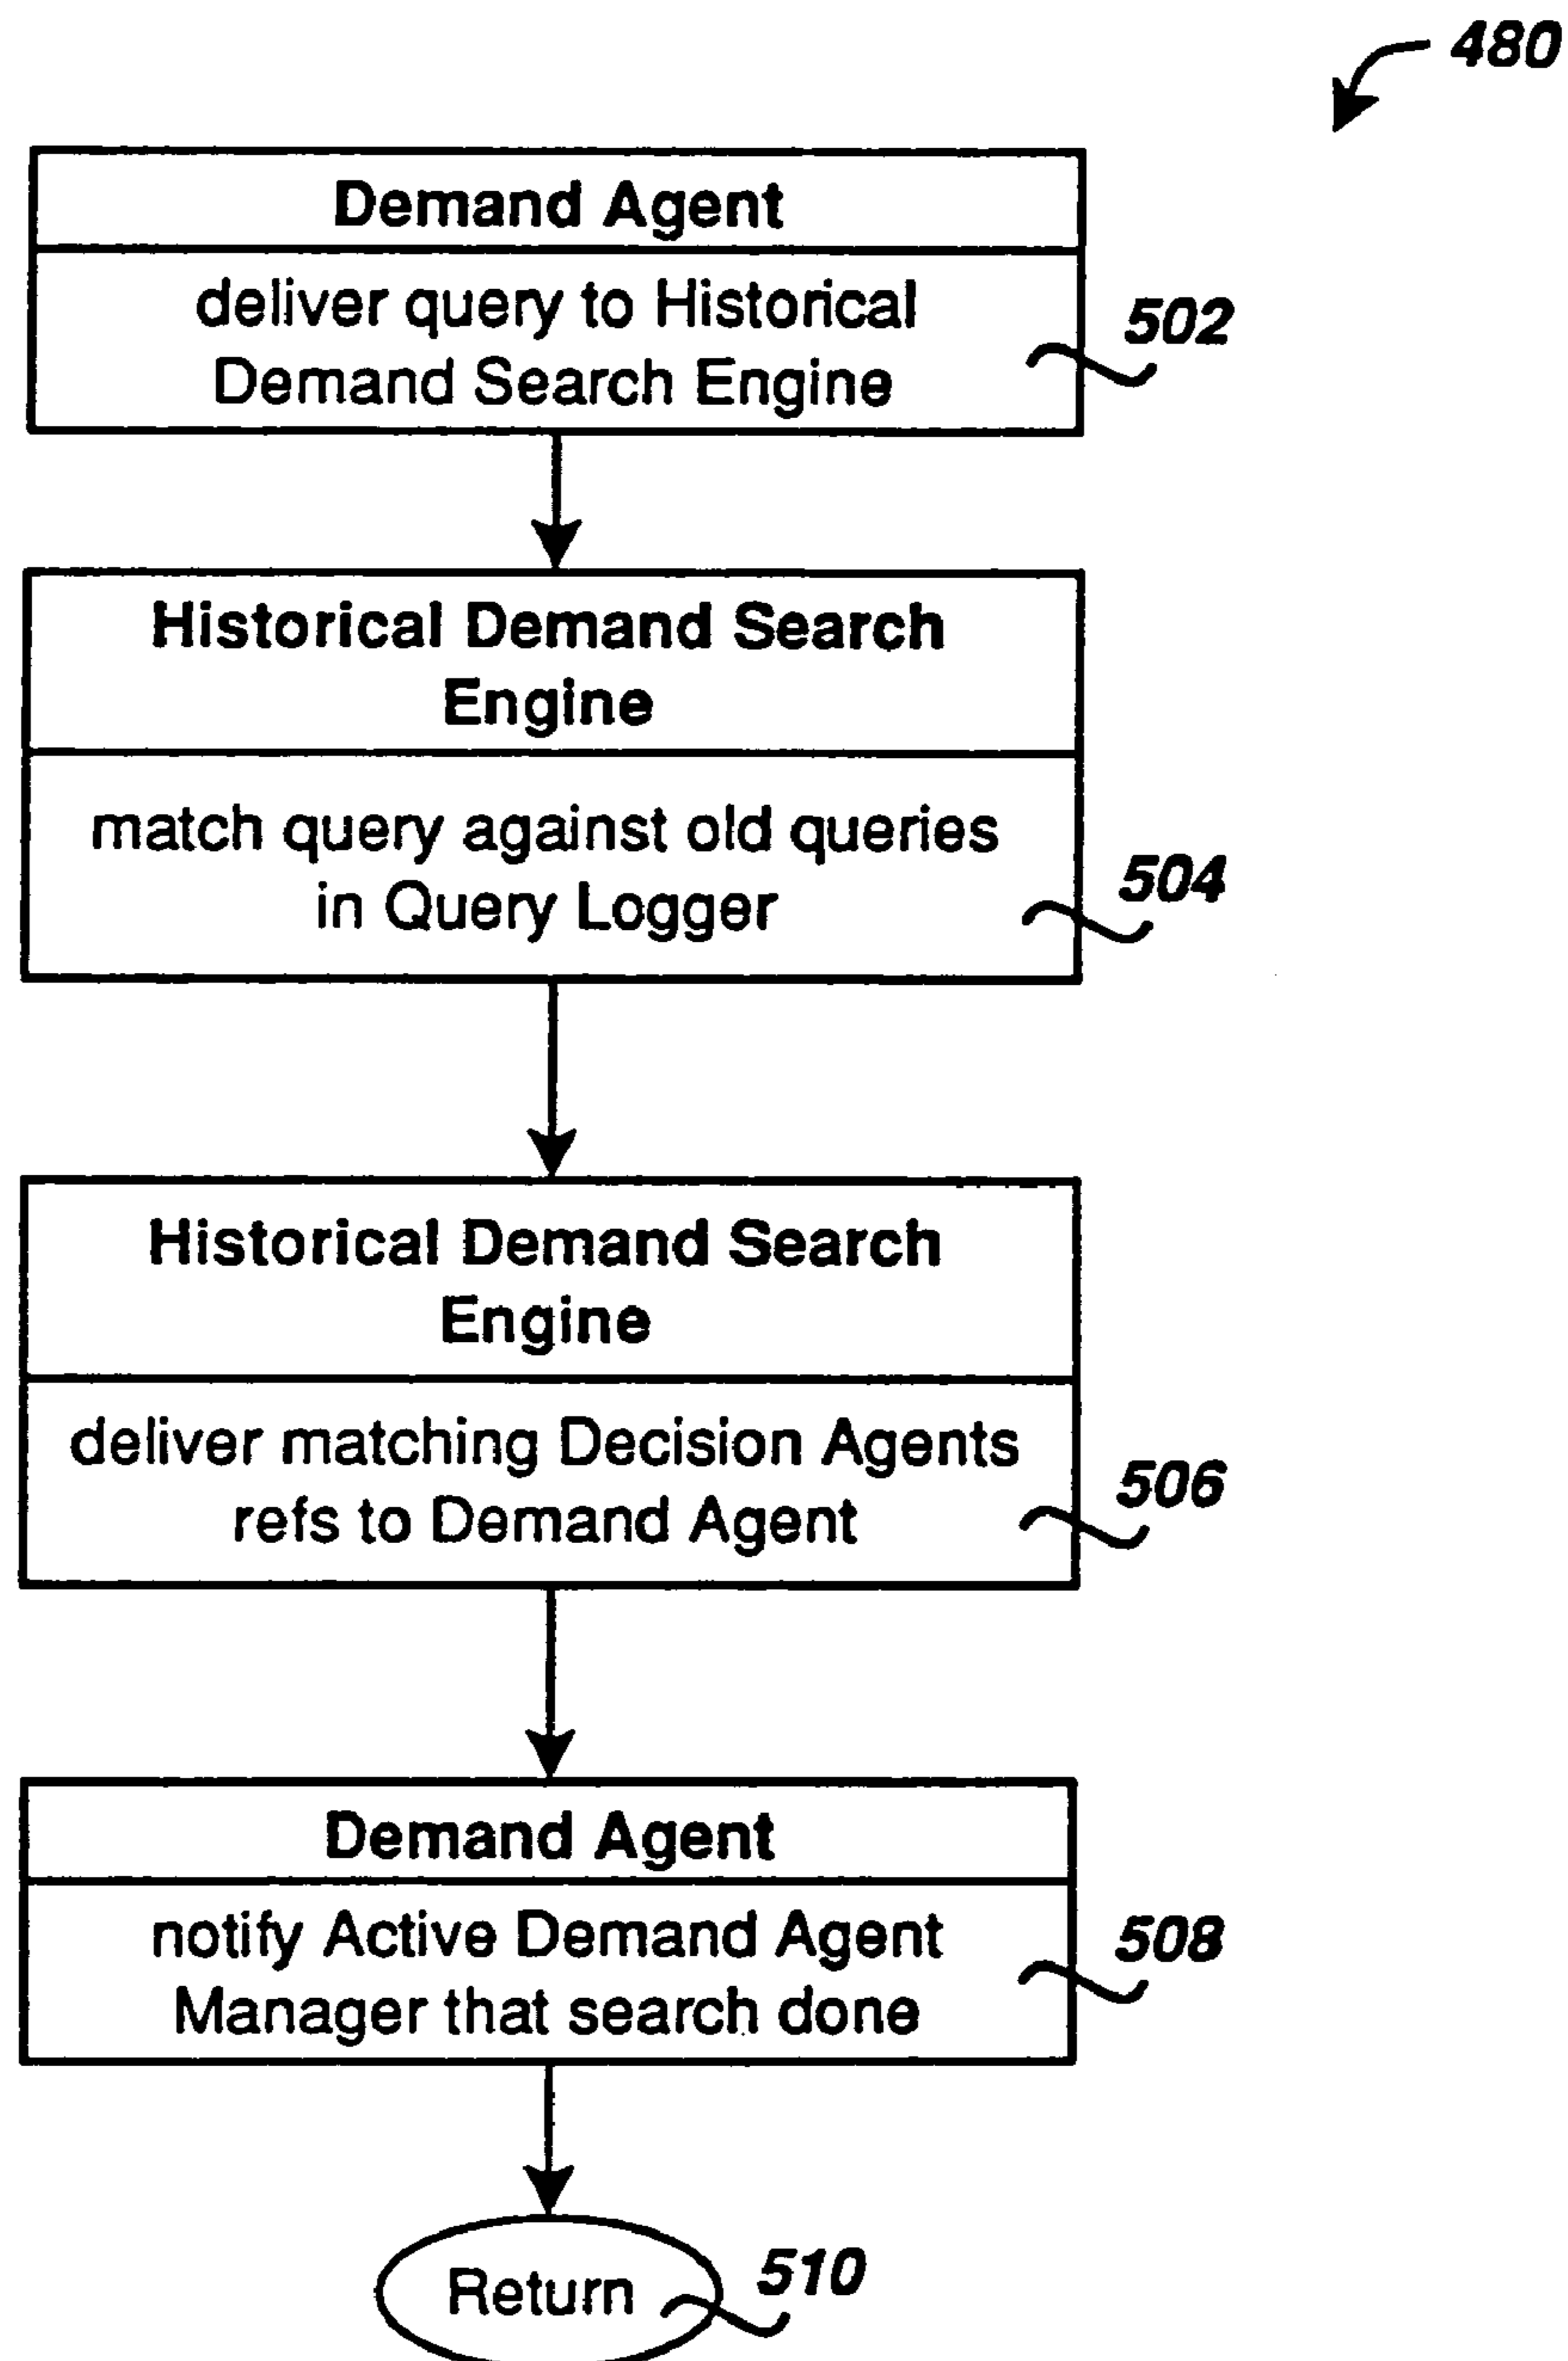 480
Demand Agent
deliver query to Historical
Demand Search Engine
502
Historical Demand Search
Engine
match query against old queries
in Query Logger
504
Historical Demand Search
Engine
deliver matching Decision Agents
refs to Demand Agent
506
Demand Agent
notify Active Demand Agent
Manager that search done
508
Return
510